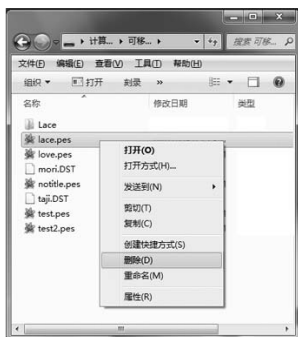 计算... 可移... 搜索 可移...
文件(F) 编辑(E) 查看(V) 工具(T) 帮助(H)
组织 打开 刻录 »
名称 修改日期 类型
Lace
lace.pes
love.pes
mori.DST
notitle.pes
taji.DST
test.pes
test2.pes
打开(O)
打开方式(H)...
发送到(N)
剪切(T)
复制(C)
创建快捷方式(S)
删除(D)
重命名(M)
属性(R)